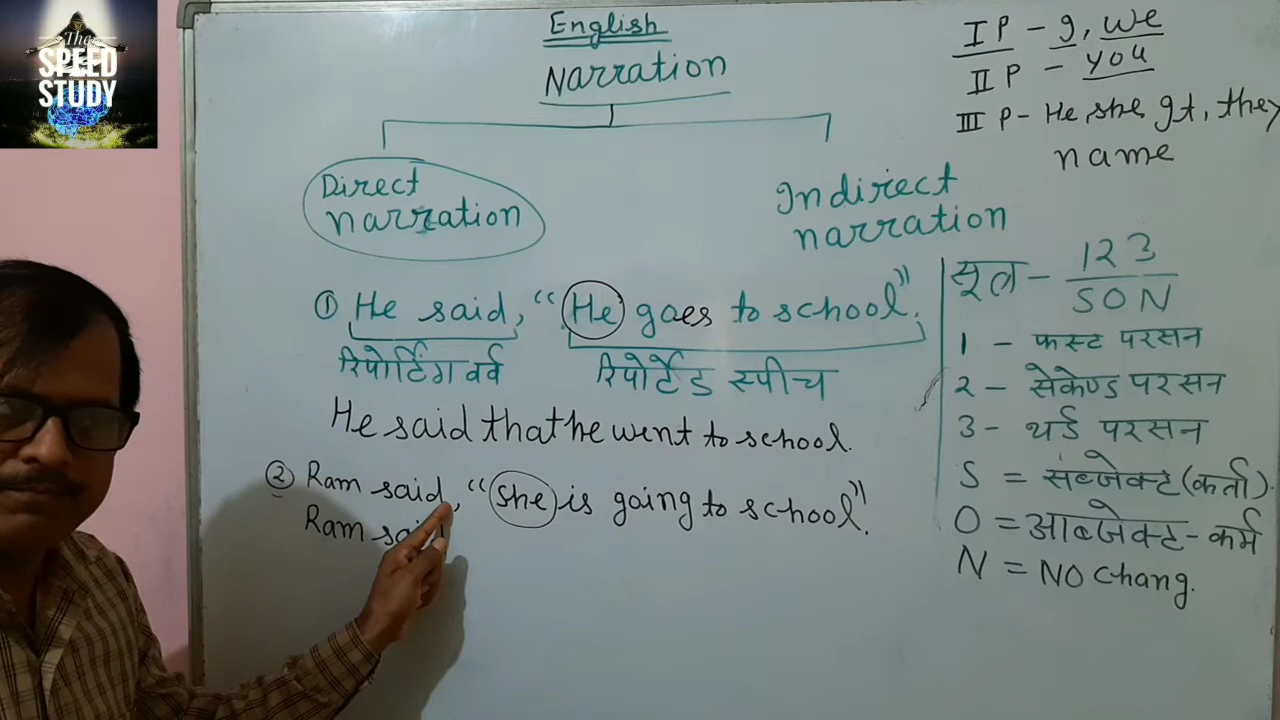 The
SPEED
STUDY
English
Narration
I P - I, we
II P - you
III P - He, she It, they
name
Direct
narration
Indirect
narration
① He said, “He goes to school”.
रिपोर्टिंग वर्व रिपोर्टेड स्पीच
He said that he went to school.
② Ram said, “she is going to school”.
Ram said
सूत्र - 123
SON
1 - फस्ट परसन
2 - सेकेण्ड परसन
3 - थर्ड परसन
S = सब्जेक्ट (कर्ता)
O = आब्जेक्ट - कर्म
N = NO Chang.